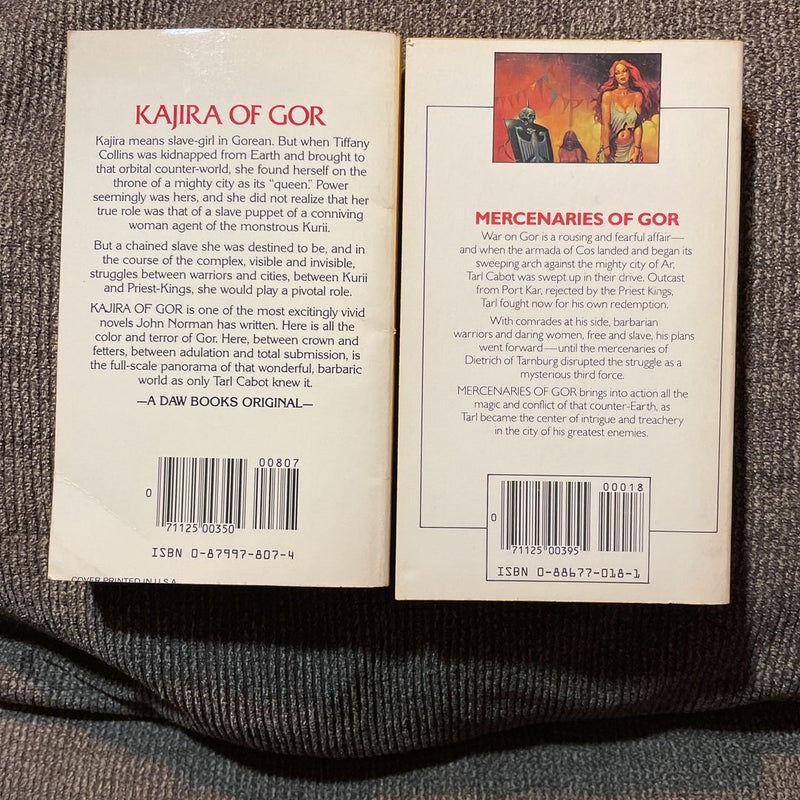 KAJIRA OF GOR
Kajira means slave-girl in Gorean. But when Tiffany
Collins was kidnapped from Earth and brought to
that orbital counter-world, she found herself on the
throne of a mighty city as its "queen." Power
seemingly was hers, and she did not realize that her
true role was that of a slave puppet of a conniving
woman agent of the monstrous Kurii.
But a chained slave she was destined to be, and in
the course of the complex, visible and invisible,
struggles between warriors and cities, between Kurii
and Priest-Kings, she would play a pivotal role.
KAJIRA OF GOR is one of the most excitingly vivid
novels John Norman has written. Here is all the
color and terror of Gor. Here, between crown and
fetters, between adulation and total submission, is
the full-scale panorama of that wonderful, barbaric
world as only Tarl Cabot knew it.
—A DAW BOOKS ORIGINAL—
00807
0
71125 00350
ISBN 0-87997-807-4
COVER PRINTED IN U.S.A.
MERCENARIES OF GOR
War on Gor is a rousing and fearful affair—
and when the armada of Cos landed and began its
sweeping arch against the mighty city of Ar,
Tarl Cabot was swept up in their drive. Outcast
from Port Kar, rejected by the Priest Kings,
Tarl fought now for his own redemption.
With comrades at his side, barbarian
warriors and daring women, free and slave, his plans
went forward—until the mercenaries of
Dietrich of Tarnburg disrupted the struggle as a
mysterious third force.
MERCENARIES OF GOR brings into action all the
magic and conflict of that counter-Earth, as
Tarl became the center of intrigue and treachery
in the city of his greatest enemies.
00018
0
71125 00395
ISBN 0-88677-018-1